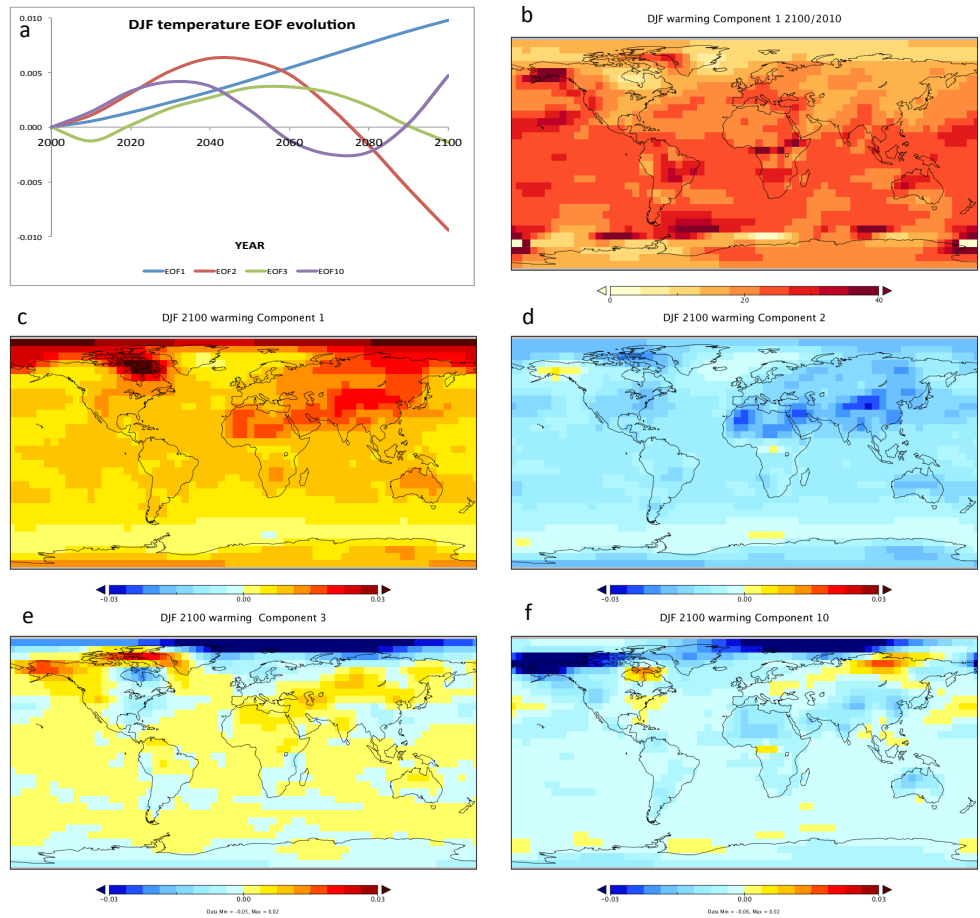 a
DJF temperature EOF evolution
0.010
0.005
0.000
-0.005
-0.010
2000
2020
2040
2060
2080
2100
YEAR
EOF1
EOF2
EOF3
EOF10
b
DJF warming Component 1 2100/2010
0
20
40
c
DJF 2100 warming Component 1
-0.03
0.00
0.03
d
DJF 2100 warming Component 2
-0.03
0.00
0.03
e
DJF 2100 warming  Component 3
-0.03
0.00
0.03
Data Min = -0.05, Max = 0.02
f
DJF 2100 warming Component 10
-0.03
0.00
0.03
Data Min = -0.06, Max = 0.02